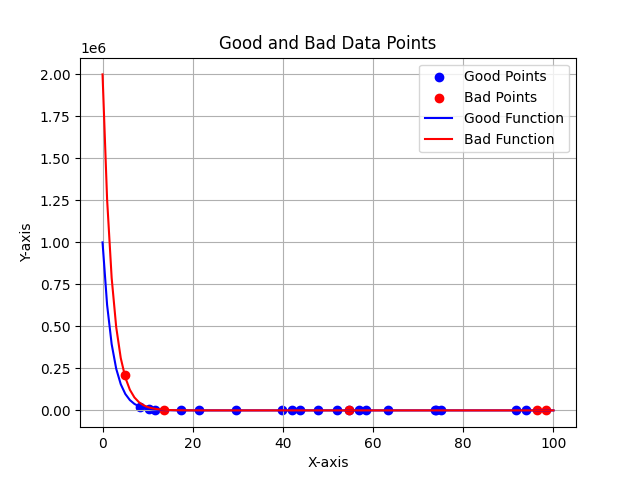 Good and Bad Data Points
1e6
Good Points
Bad Points
Good Function
Bad Function
2.00
1.75
1.50
1.25
1.00
0.75
0.50
0.25
0.00
Y-axis
0 20 40 60 80 100
X-axis